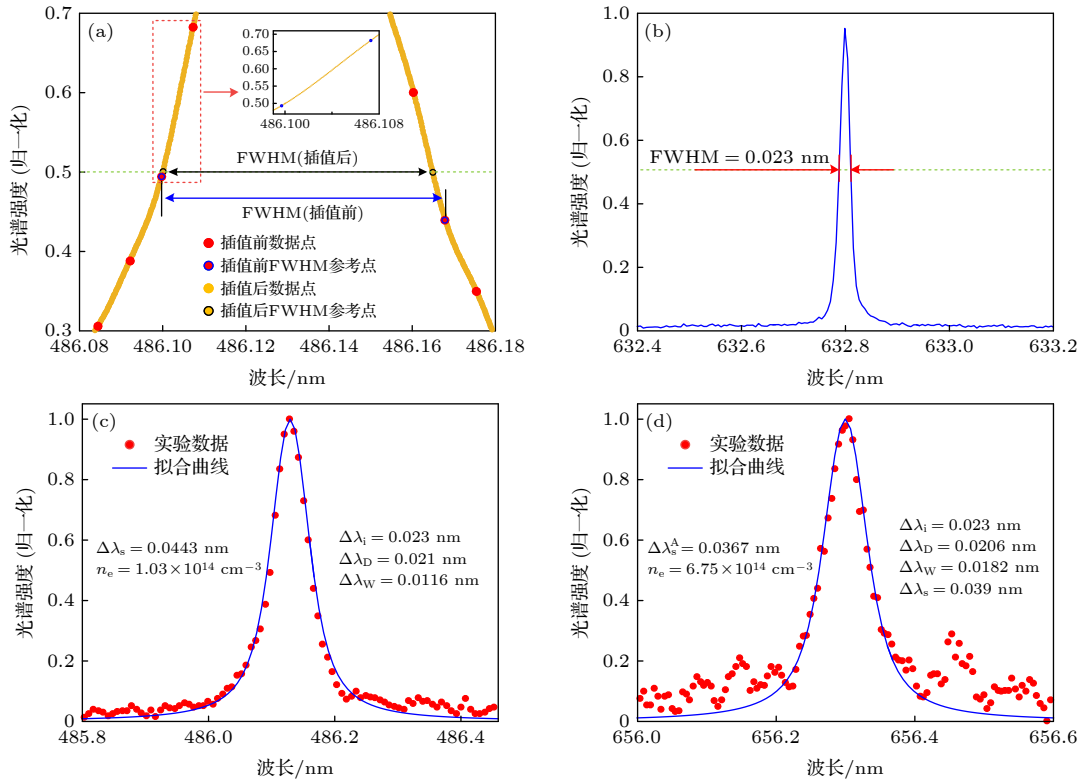 (a)
0.7
0.6
0.5
0.4
0.3
光谱强度 (归一化)
486.08
486.10
486.12
486.14
486.16
486.18
波长/nm
0.70
0.65
0.60
0.55
0.50
486.100
486.108
FWHM(插值后)
FWHM(插值前)
插值前数据点
插值前FWHM参考点
插值后数据点
插值后FWHM参考点
(b)
1.0
0.8
0.6
0.4
0.2
0
光谱强度 (归一化)
FWHM = 0.023 nm
632.4
632.6
632.8
633.0
633.2
波长/nm
(c)
1.0
0.8
0.6
0.4
0.2
0
光谱强度 (归一化)
实验数据
拟合曲线
Δλs = 0.0443 nm
ne = 1.03×10¹⁴ cm⁻³
Δλi = 0.023 nm
ΔλD = 0.021 nm
ΔλW = 0.0116 nm
485.8
486.0
486.2
486.4
波长/nm
(d)
1.0
0.8
0.6
0.4
0.2
0
光谱强度 (归一化)
实验数据
拟合曲线
Δλsᴬ = 0.0367 nm
ne = 6.75×10¹⁴ cm⁻³
Δλi = 0.023 nm
ΔλD = 0.0206 nm
ΔλW = 0.0182 nm
Δλs = 0.039 nm
656.0
656.2
656.4
656.6
波长/nm